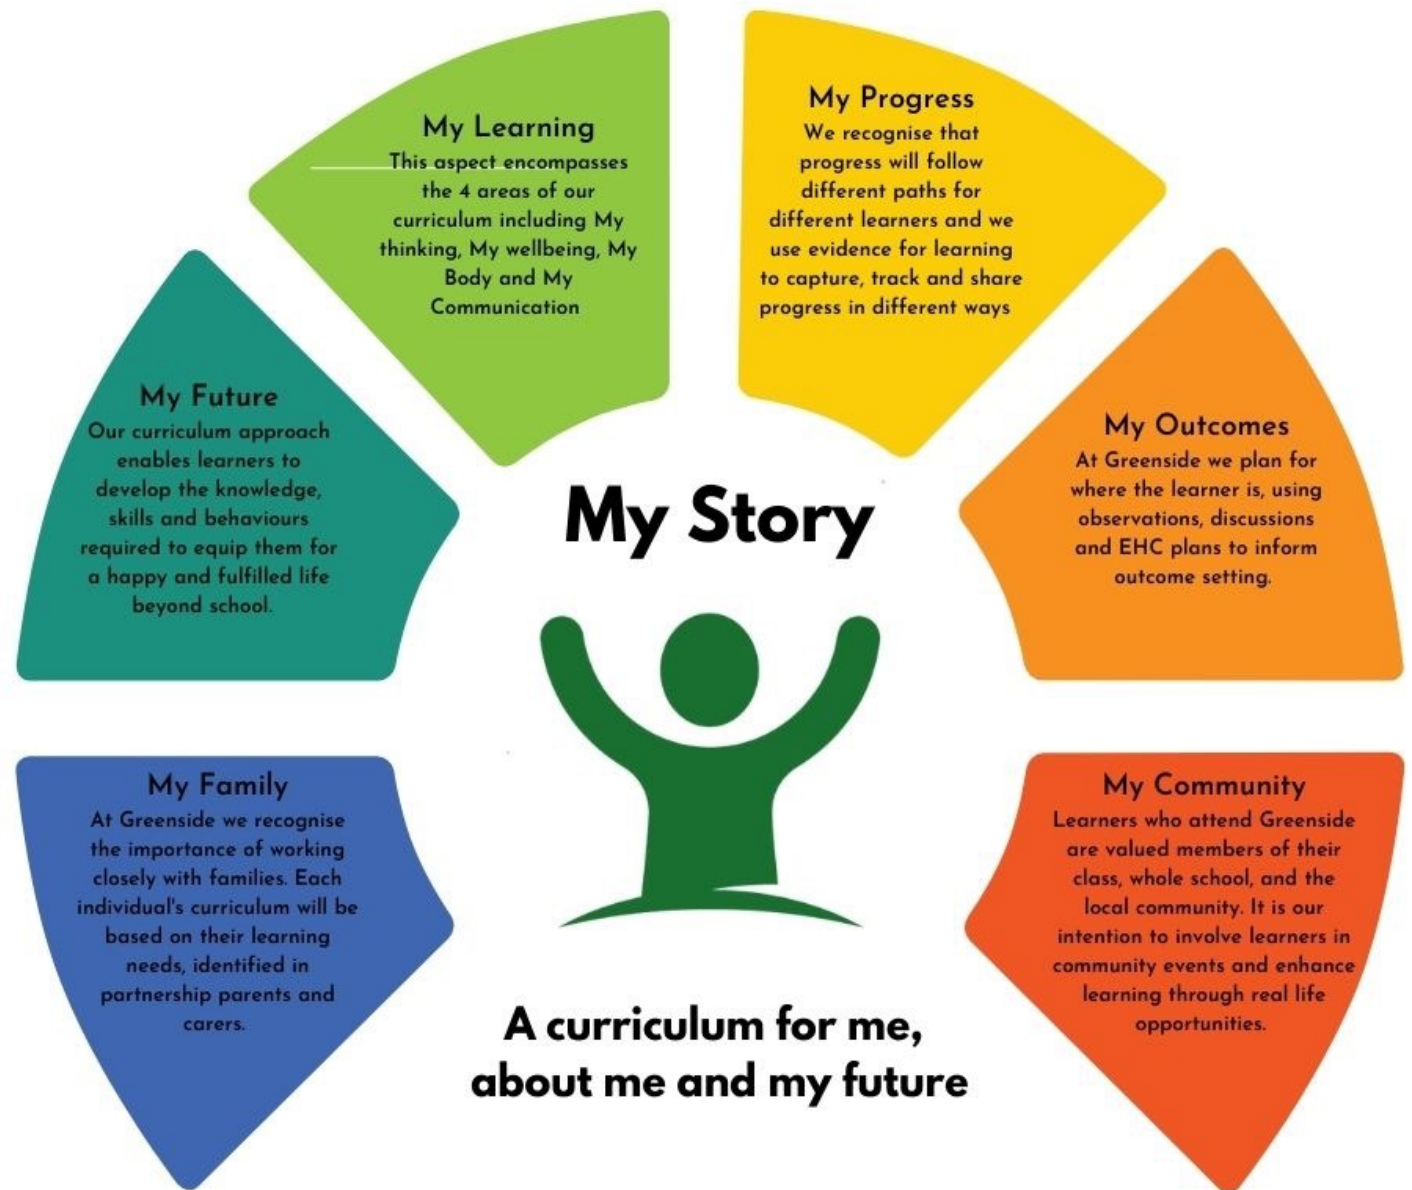 My Learning
This aspect encompasses
the 4 areas of our
curriculum including My
thinking, My wellbeing, My
Body and My
Communication
My Progress
We recognise that
progress will follow
different paths for
different learners and we
use evidence for learning
to capture, track and share
progress in different ways
My Future
Our curriculum approach
enables learners to
develop the knowledge,
skills and behaviours
required to equip them for
a happy and fulfilled life
beyond school.
My Outcomes
At Greenside we plan for
where the learner is, using
observations, discussions
and EHC plans to inform
outcome setting.
My Story
My Family
At Greenside we recognise
the importance of working
closely with families. Each
individual's curriculum will be
based on their learning
needs, identified in
partnership parents and
carers.
My Community
Learners who attend Greenside
are valued members of their
class, whole school, and the
local community. It is our
intention to involve learners in
community events and enhance
learning through real life
opportunities.
A curriculum for me,
about me and my future